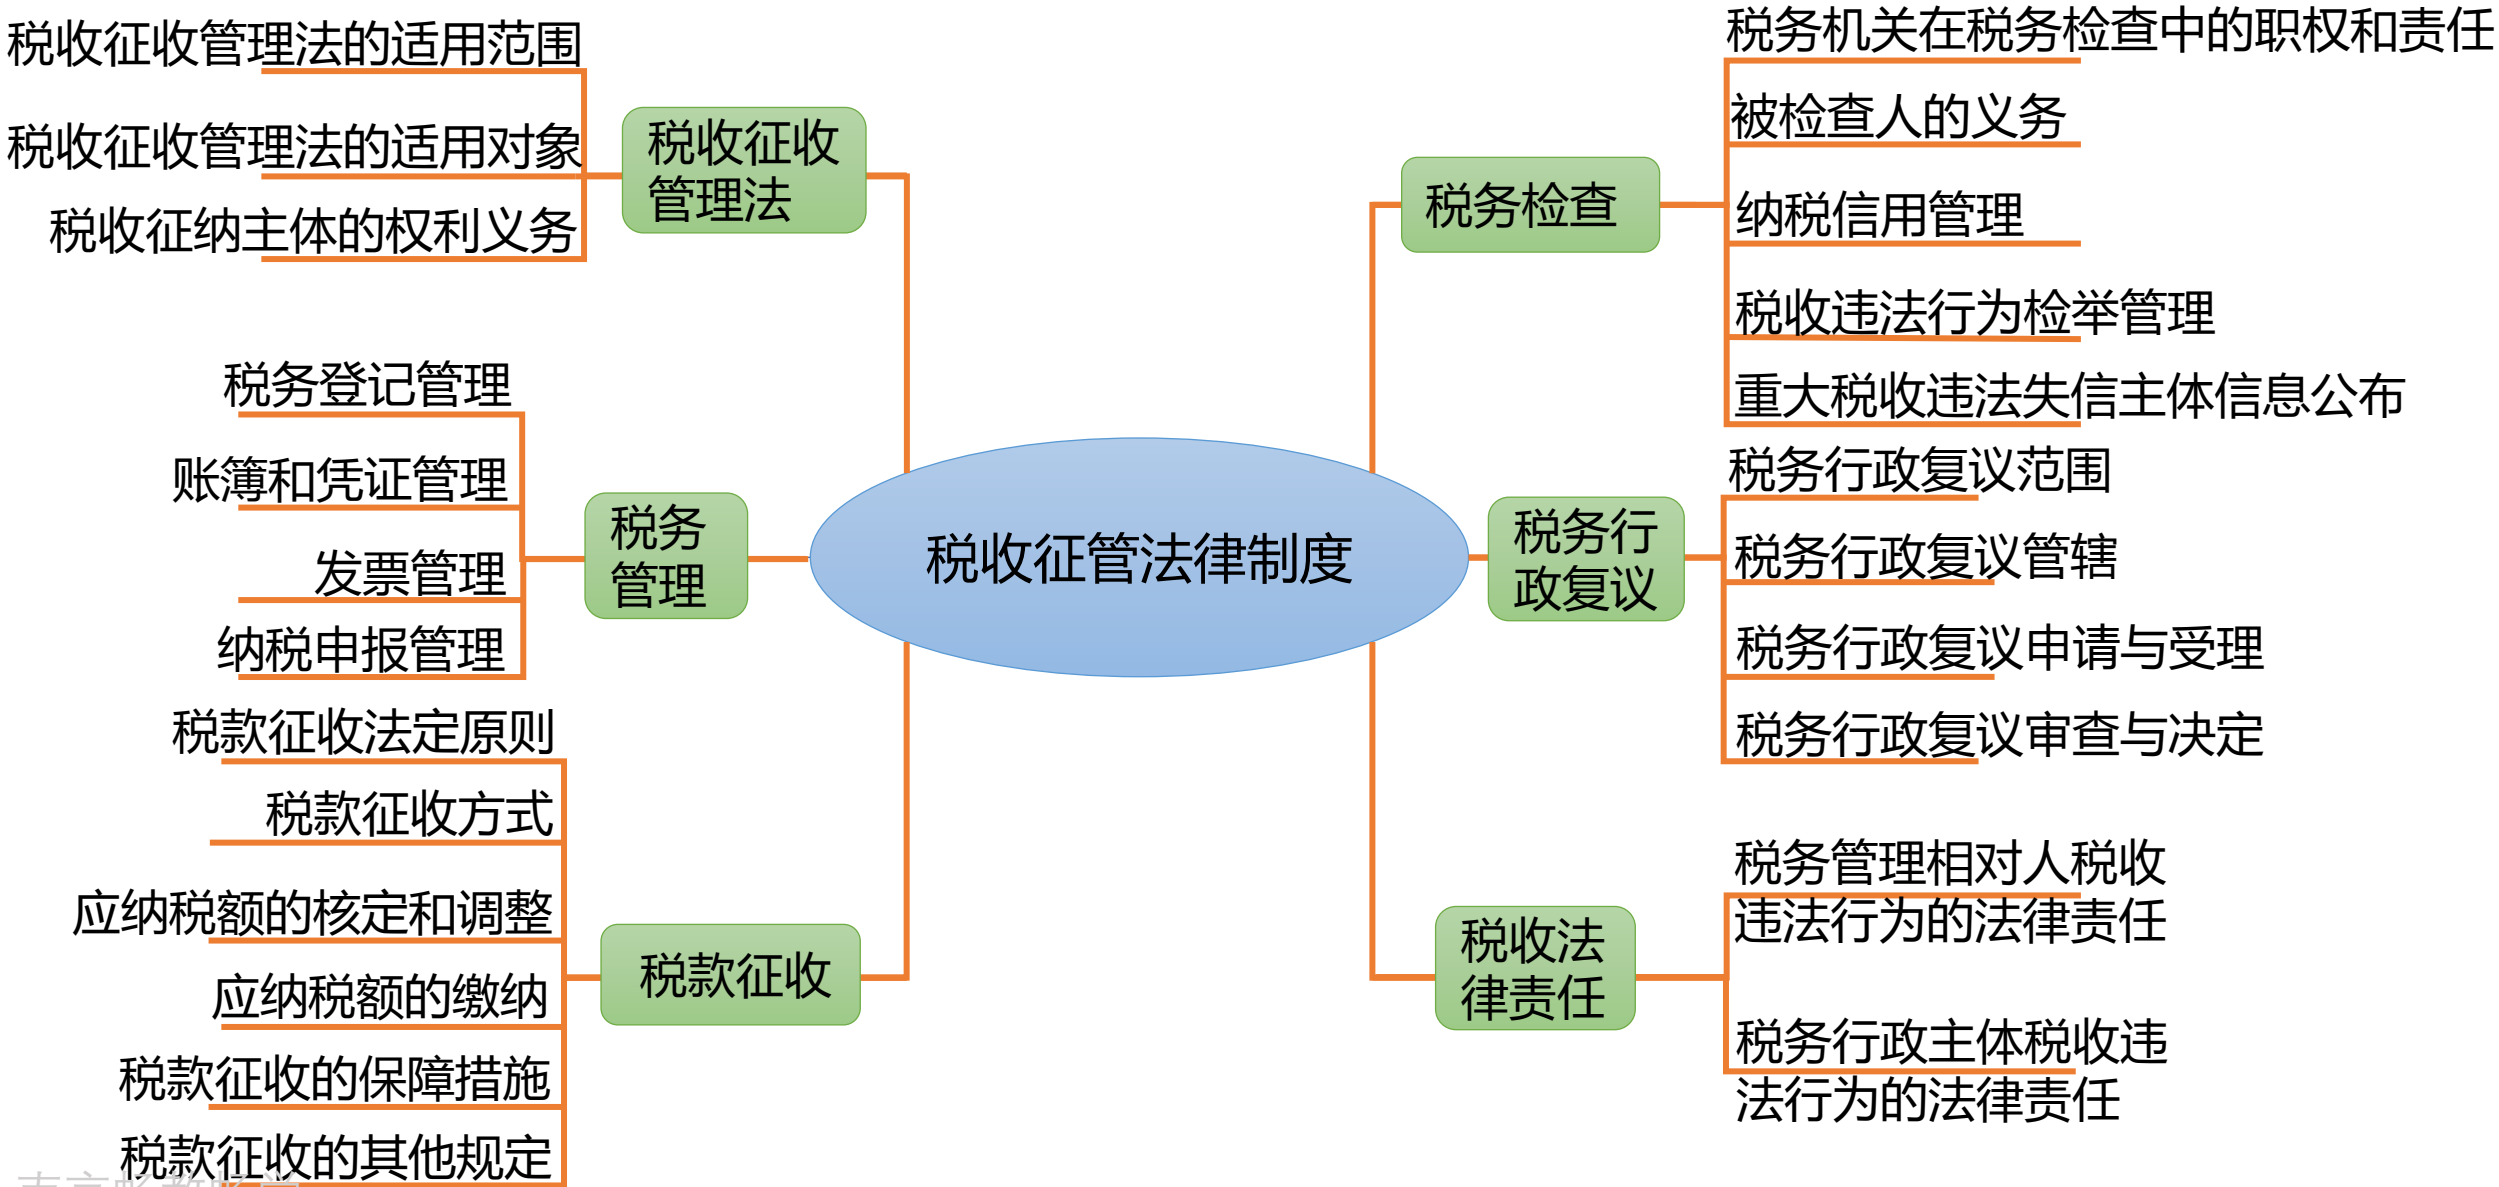 税收征管法律制度
税收征收
管理法
税收征收管理法的适用范围
税收征收管理法的适用对象
税收征纳主体的权利义务
税务
管理
税务登记管理
账簿和凭证管理
发票管理
纳税申报管理
税款征收
税款征收法定原则
税款征收方式
应纳税额的核定和调整
应纳税额的缴纳
税款征收的保障措施
税款征收的其他规定
税务检查
税务机关在税务检查中的职权和责任
被检查人的义务
纳税信用管理
税收违法行为检举管理
重大税收违法失信主体信息公布
税务行
政复议
税务行政复议范围
税务行政复议管辖
税务行政复议申请与受理
税务行政复议审查与决定
税收法
律责任
税务管理相对人税收
违法行为的法律责任
税务行政主体税收违
法行为的法律责任